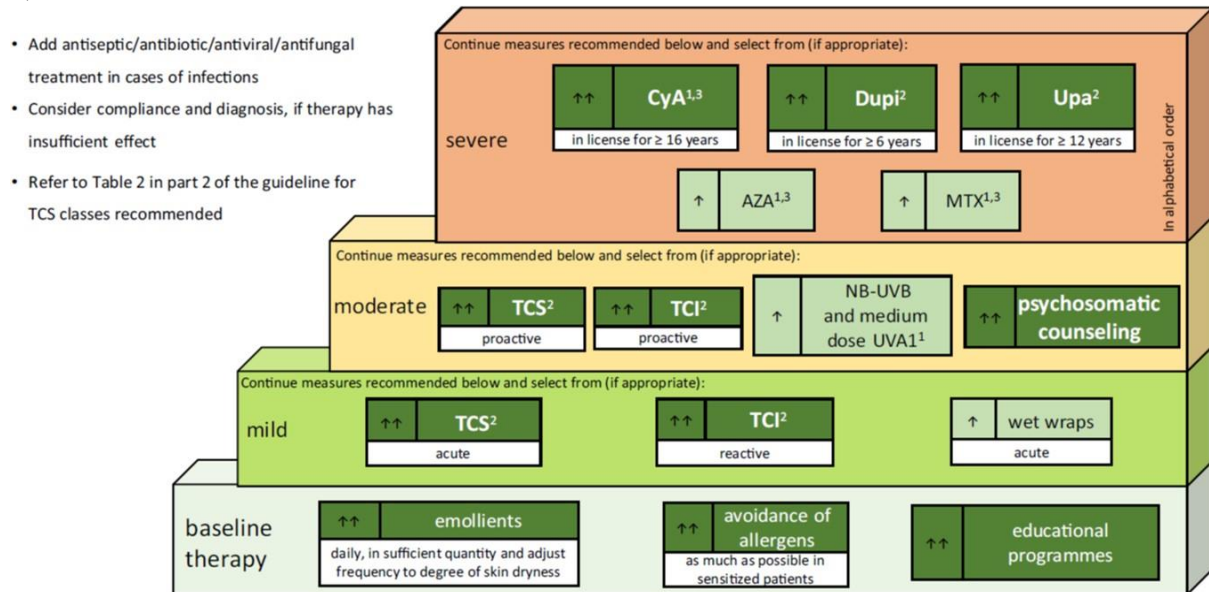 • Add antiseptic/antibiotic/antiviral/antifungal
treatment in cases of infections
• Consider compliance and diagnosis, if therapy has
insufficient effect
• Refer to Table 2 in part 2 of the guideline for
TCS classes recommended
Continue measures recommended below and select from (if appropriate):
severe
↑↑ CyA¹,³
in license for ≥ 16 years
↑↑ Dupi²
in license for ≥ 6 years
↑↑ Upa²
in license for ≥ 12 years
↑ AZA¹,³
↑ MTX¹,³
In alphabetical order
Continue measures recommended below and select from (if appropriate):
moderate
↑↑ TCS²
proactive
↑↑ TCI²
proactive
↑ NB-UVB
and medium
dose UVA1¹
↑↑ psychosomatic
counseling
Continue measures recommended below and select from (if appropriate):
mild
↑↑ TCS²
acute
↑↑ TCI²
reactive
↑ wet wraps
acute
baseline
therapy
↑↑ emollients
daily, in sufficient quantity and adjust
frequency to degree of skin dryness
↑↑ avoidance of
allergens
as much as possible in
sensitized patients
↑↑ educational
programmes